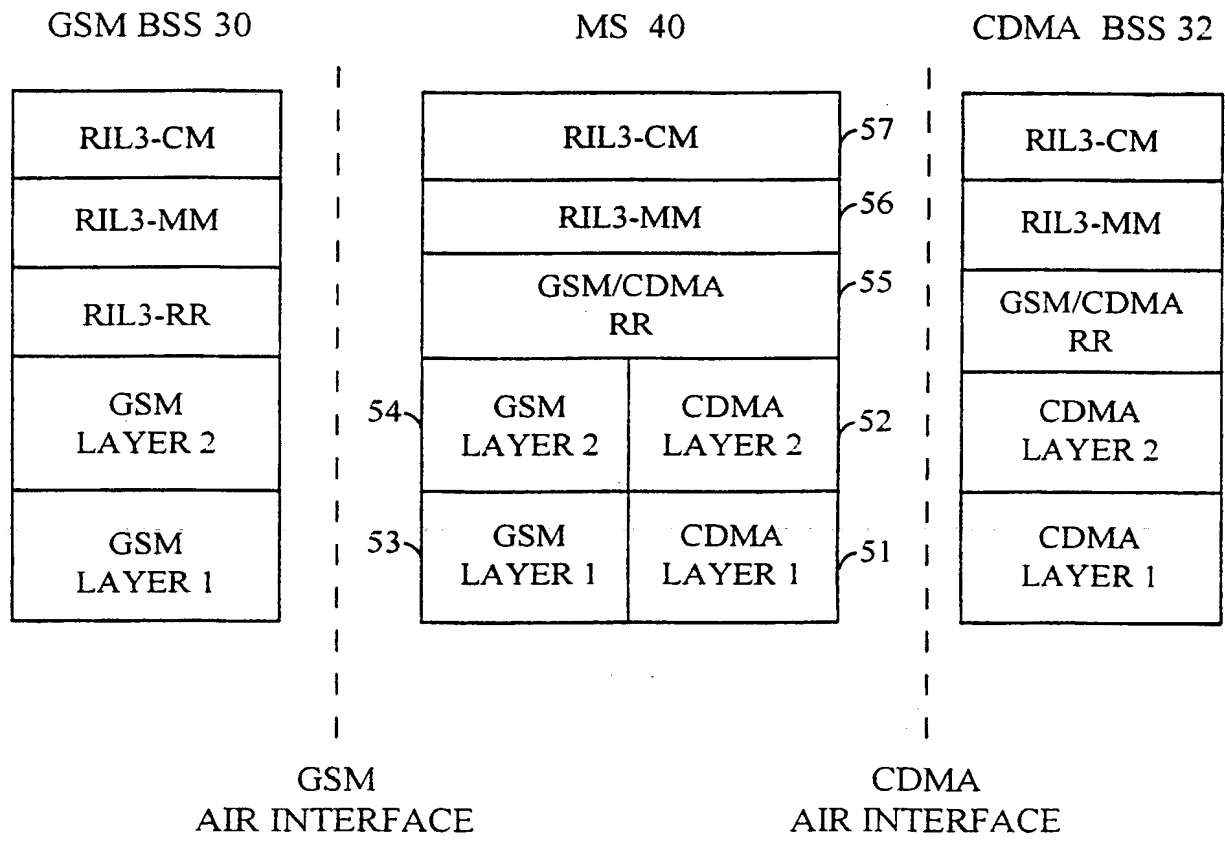 GSM BSS 30
MS 40
CDMA BSS 32
RIL3-CM
RIL3-MM
RIL3-RR
GSM
LAYER 2
GSM
LAYER 1
RIL3-CM
57
RIL3-MM
56
GSM/CDMA
RR
55
54
GSM
LAYER 2
CDMA
LAYER 2
52
53
GSM
LAYER 1
CDMA
LAYER 1
51
RIL3-CM
RIL3-MM
GSM/CDMA
RR
CDMA
LAYER 2
CDMA
LAYER 1
GSM
AIR INTERFACE
CDMA
AIR INTERFACE